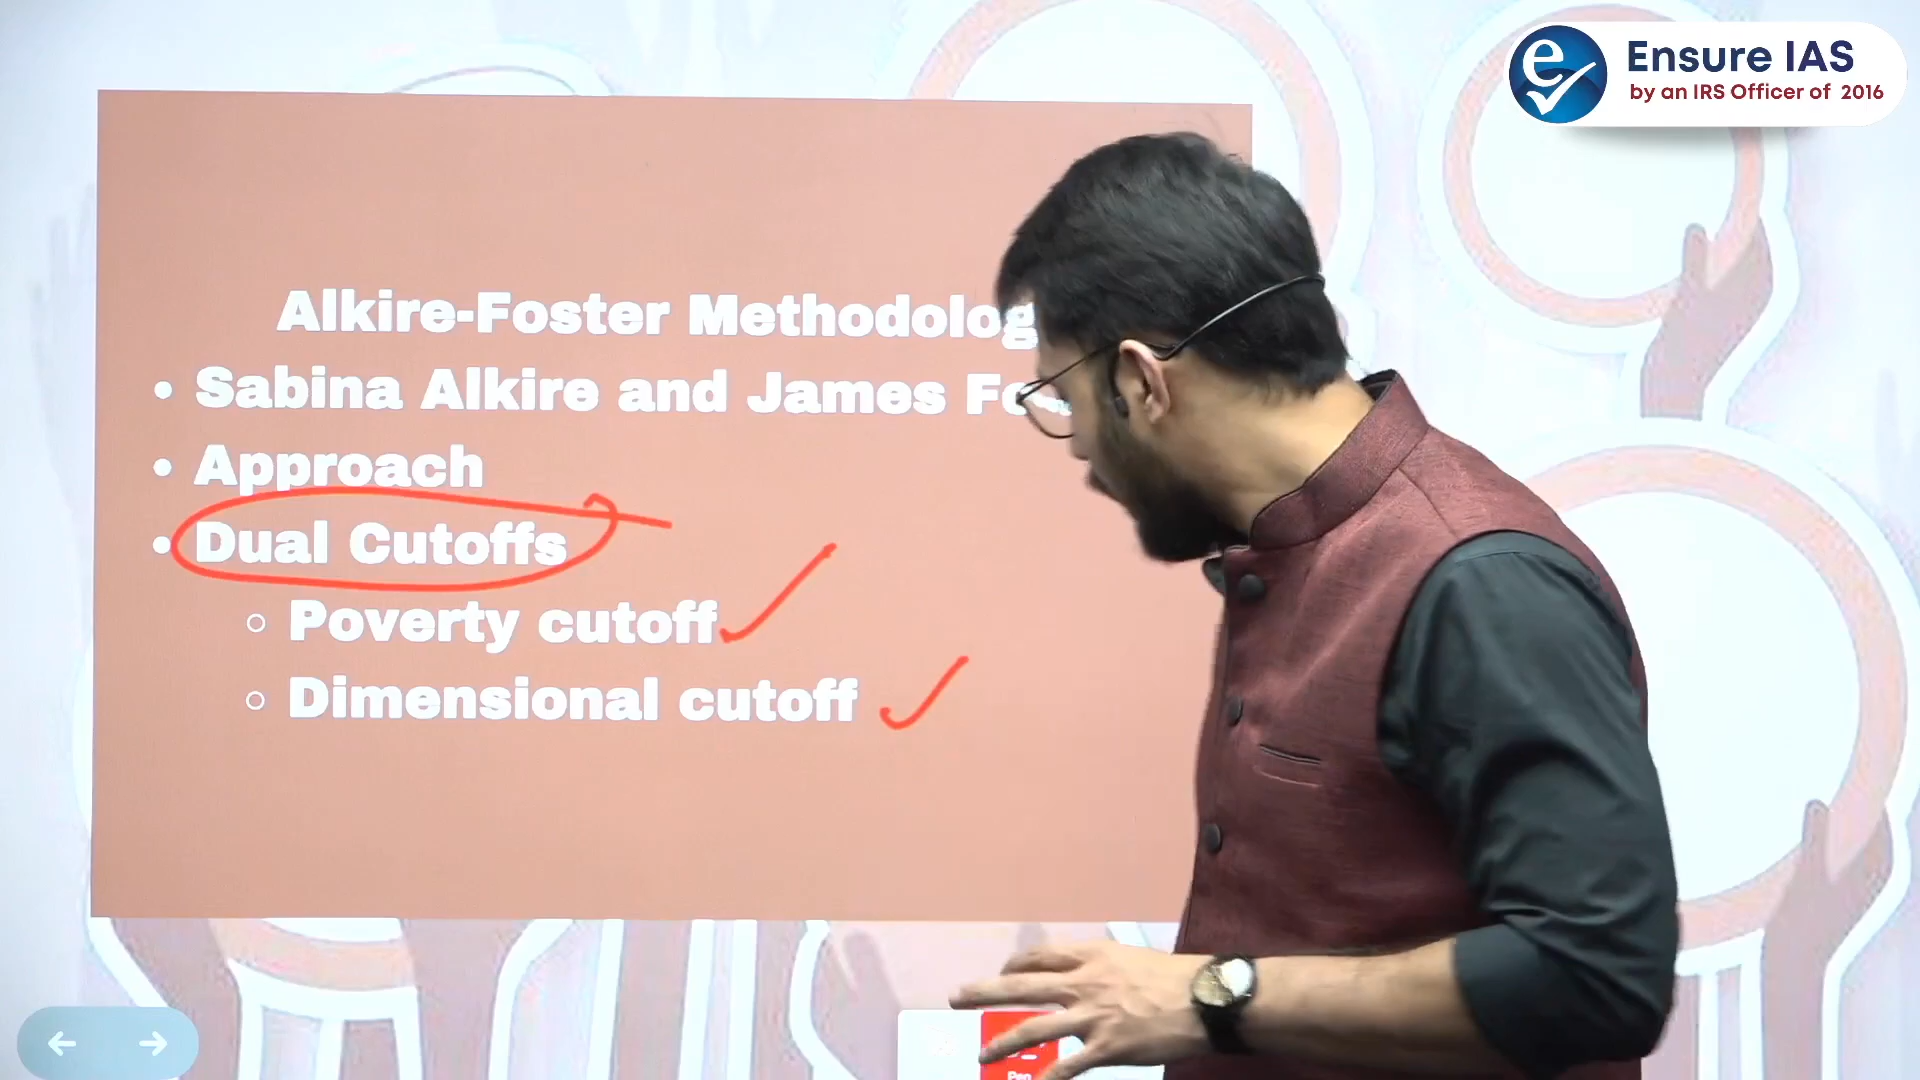 Ensure IAS
by an IRS Officer of 2016
Alkire-Foster Methodolog
• Sabina Alkire and James
• Approach
• Dual Cutoffs
○ Poverty cutoff
○ Dimensional cutoff
Pen